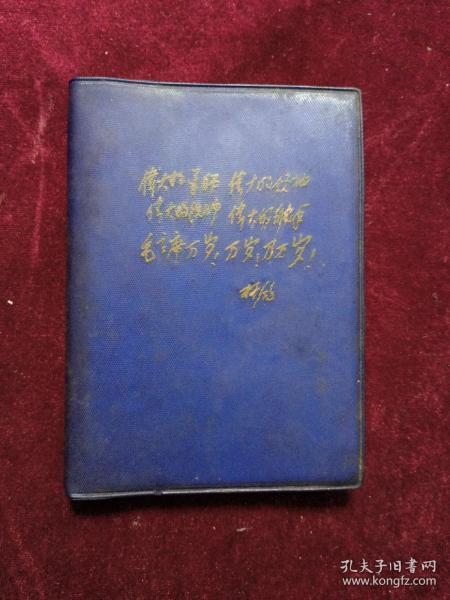 伟大的导师 伟大的领袖
伟大的统帅 伟大的舵手
毛主席万岁！万岁！万万岁！
林彪
孔夫子旧书网
www.kongfz.com